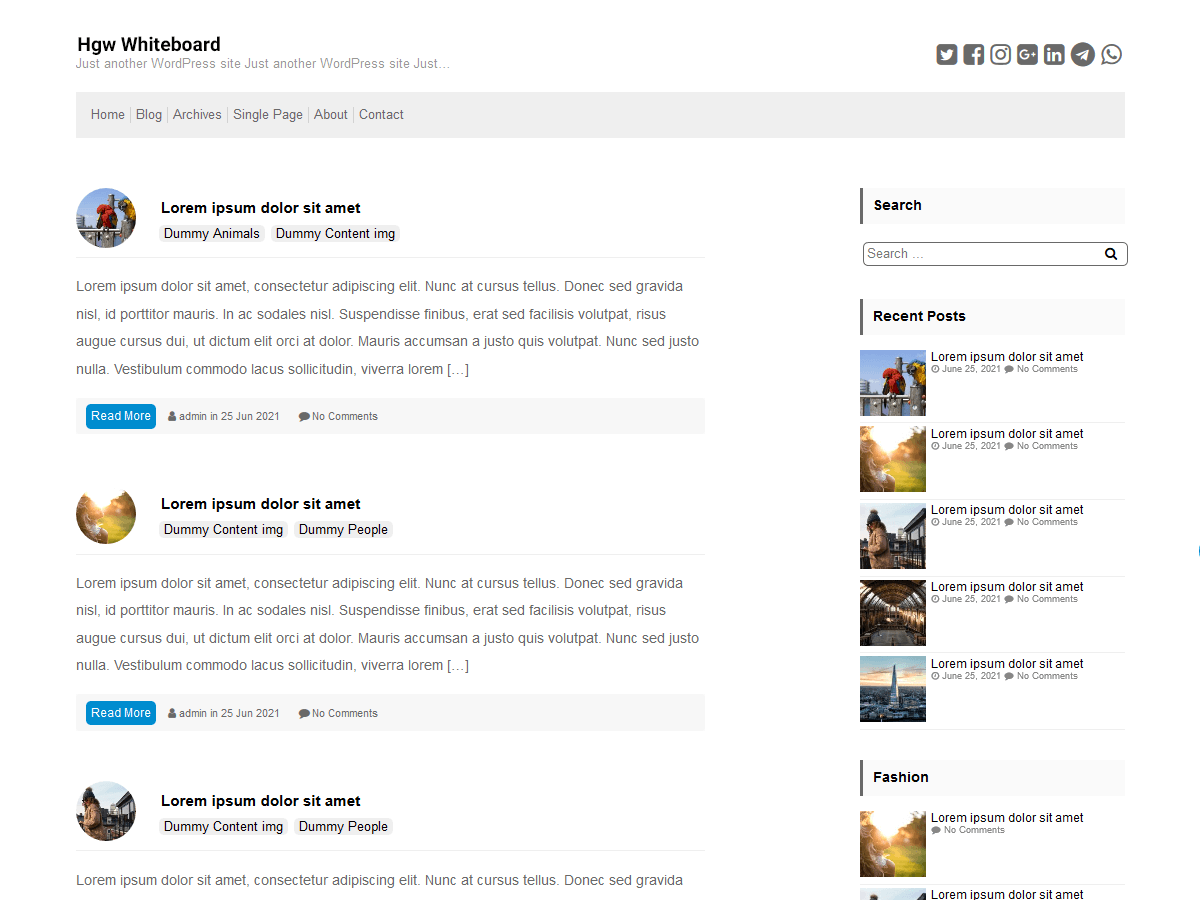 Hgw Whiteboard
Just another WordPress site Just another WordPress site Just...
Home Blog Archives Single Page About Contact
Lorem ipsum dolor sit amet
Dummy Animals Dummy Content img
Lorem ipsum dolor sit amet, consectetur adipiscing elit. Nunc at cursus tellus. Donec sed gravida
nisl, id porttitor mauris. In ac sodales nisl. Suspendisse finibus, erat sed facilisis volutpat, risus
augue cursus dui, ut dictum elit orci at dolor. Mauris accumsan a justo quis volutpat. Nunc sed justo
nulla. Vestibulum commodo lacus sollicitudin, viverra lorem […]
Read More admin in 25 Jun 2021 No Comments
Lorem ipsum dolor sit amet
Dummy Content img Dummy People
Lorem ipsum dolor sit amet, consectetur adipiscing elit. Nunc at cursus tellus. Donec sed gravida
nisl, id porttitor mauris. In ac sodales nisl. Suspendisse finibus, erat sed facilisis volutpat, risus
augue cursus dui, ut dictum elit orci at dolor. Mauris accumsan a justo quis volutpat. Nunc sed justo
nulla. Vestibulum commodo lacus sollicitudin, viverra lorem […]
Read More admin in 25 Jun 2021 No Comments
Lorem ipsum dolor sit amet
Dummy Content img Dummy People
Lorem ipsum dolor sit amet, consectetur adipiscing elit. Nunc at cursus tellus. Donec sed gravida
Search
Search …
Recent Posts
Lorem ipsum dolor sit amet
June 25, 2021 No Comments
Lorem ipsum dolor sit amet
June 25, 2021 No Comments
Lorem ipsum dolor sit amet
June 25, 2021 No Comments
Lorem ipsum dolor sit amet
June 25, 2021 No Comments
Lorem ipsum dolor sit amet
June 25, 2021 No Comments
Fashion
Lorem ipsum dolor sit amet
No Comments
Lorem ipsum dolor sit amet